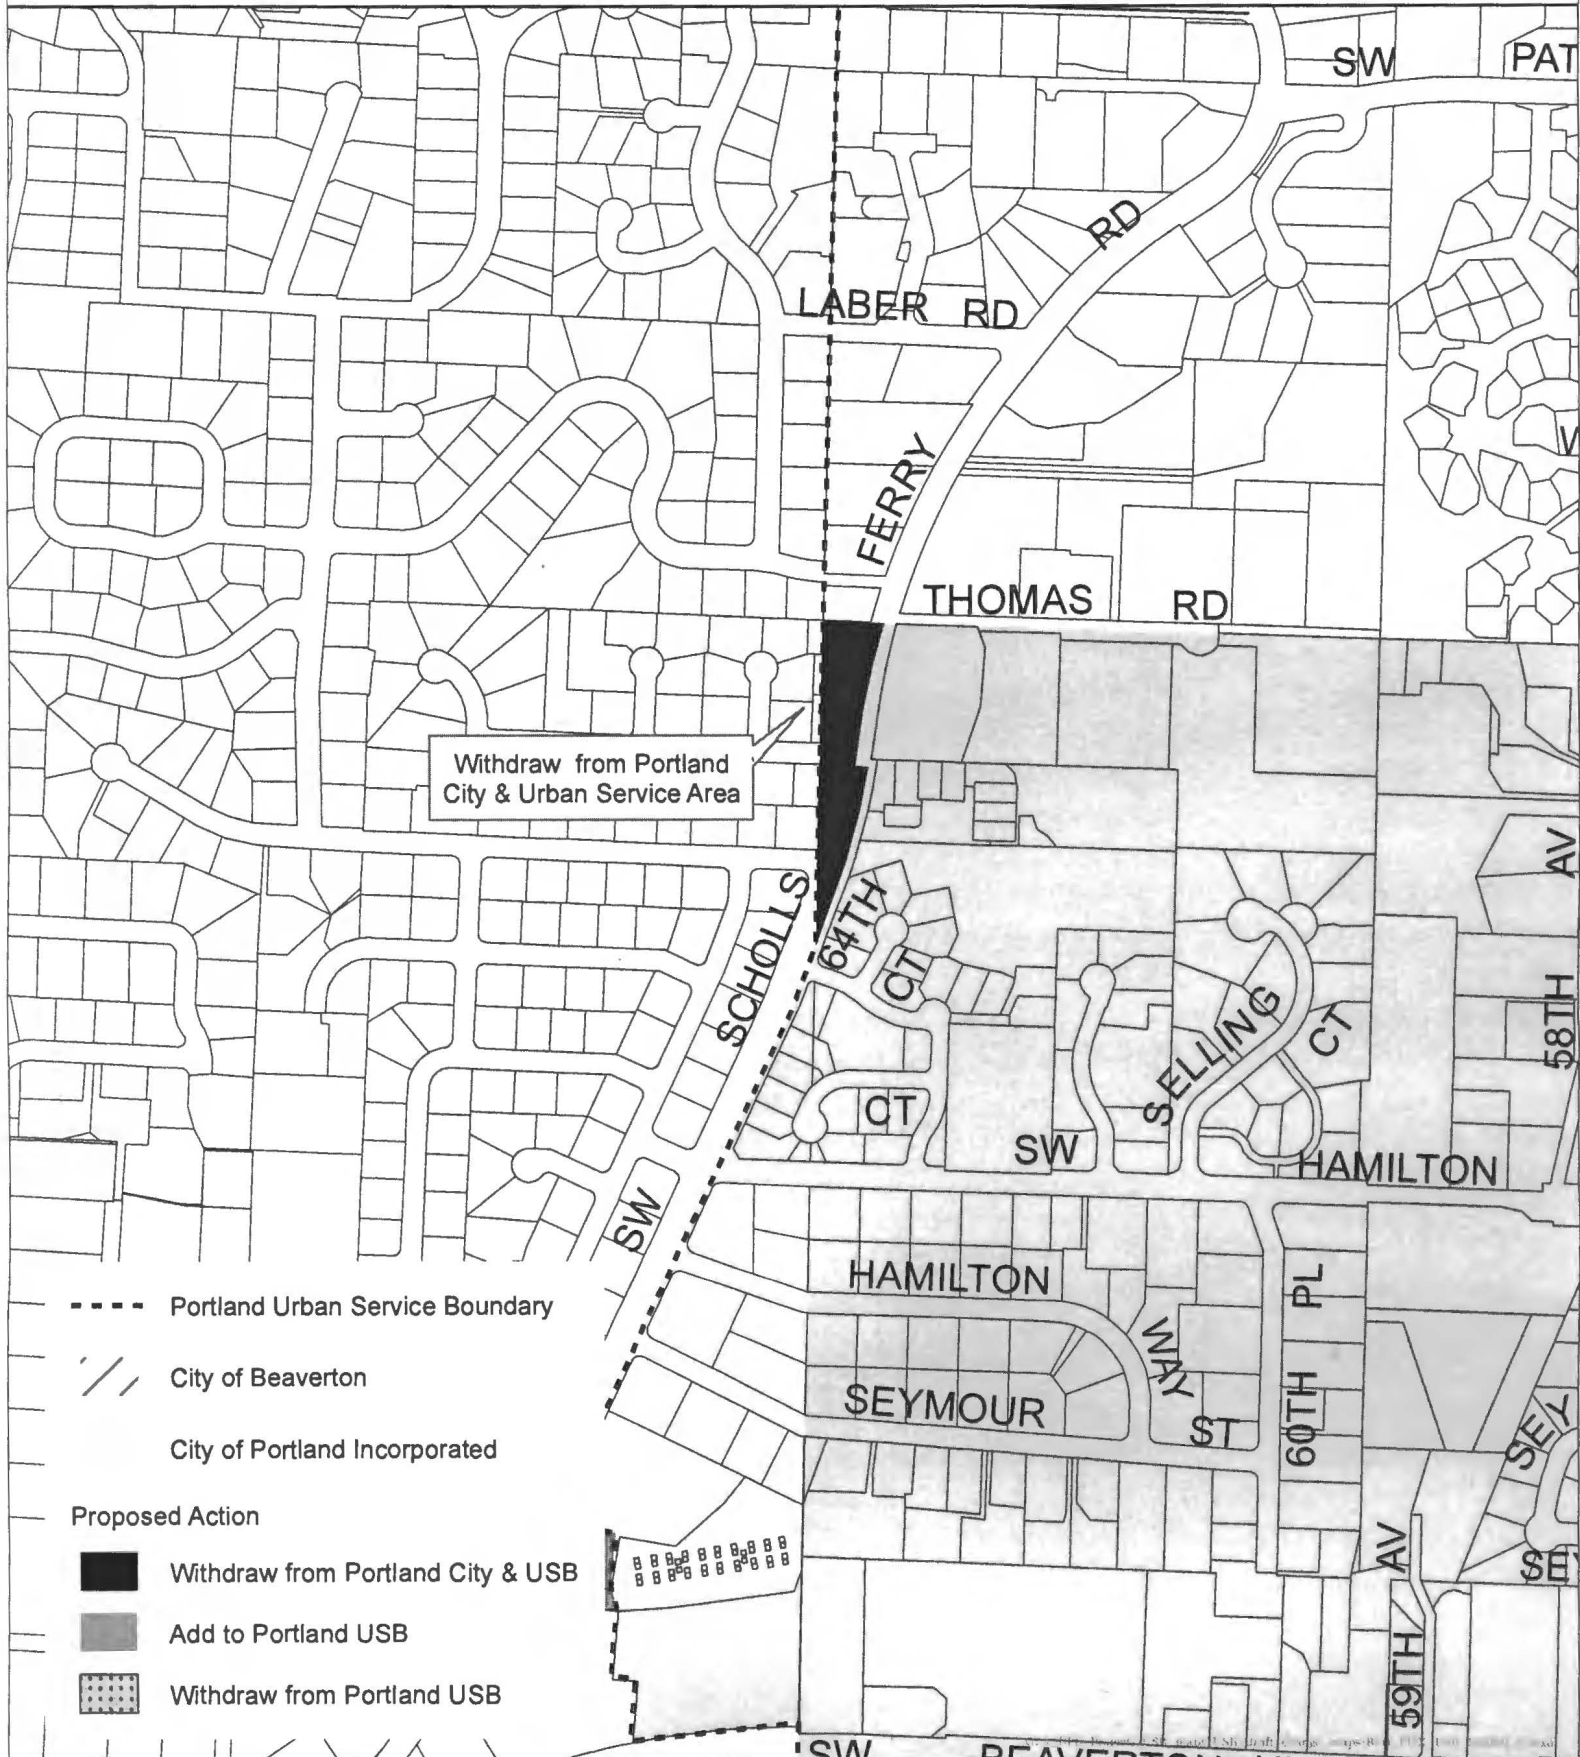 SW PAT
RD
LABER RD
FERRY
THOMAS RD
Withdraw from Portland
City & Urban Service Area
AV
SCHOLLS
64TH
CT
58TH
SELLING
CT
CT
SW
HAMILTON
SW
HAMILTON
PL
WAY
SEYMOUR
ST
60TH
SEY
AV
SEY
59TH
Portland Urban Service Boundary
City of Beaverton
City of Portland Incorporated
Proposed Action
Withdraw from Portland City & USB
Add to Portland USB
Withdraw from Portland USB
SW